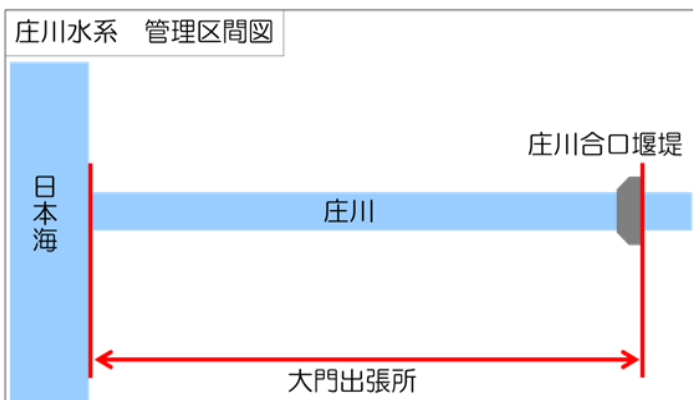 庄川水系　管理区間図
庄川合口堰堤
日本海
庄川
大門出張所